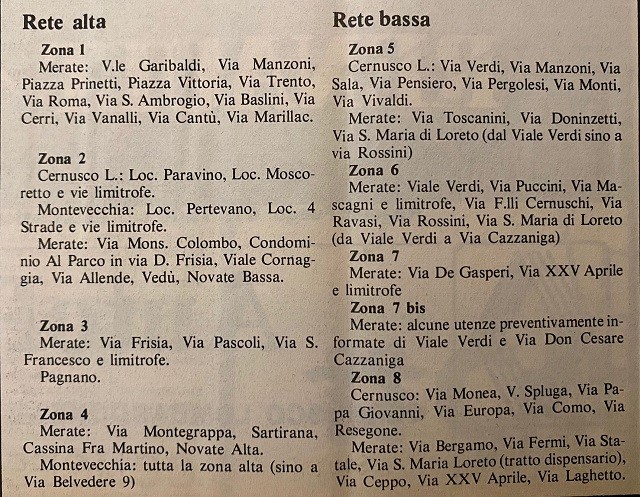 Rete alta
Zona 1
Merate: V.le Garibaldi, Via Manzoni,
Piazza Prinetti, Piazza Vittoria, Via Trento,
Via Roma, Via S. Ambrogio, Via Baslini, Via
Cerri, Via Vanalli, Via Cantù, Via Marillac.
Zona 2
Cernusco L.: Loc. Paravino, Loc. Mosco-
retto e vie limitrofe.
Montevecchia: Loc. Pertevano, Loc. 4
Strade e vie limitrofe.
Merate: Via Mons. Colombo, Condomi-
nio Al Parco in via D. Frisia, Viale Cornag-
gia, Via Allende, Vedù, Novate Bassa.
Zona 3
Merate: Via Frisia, Via Pascoli, Via S.
Francesco e limitrofe.
Pagnano.
Zona 4
Merate: Via Montegrappa, Sartirana,
Cassina Fra Martino, Novate Alta.
Montevecchia: tutta la zona alta (sino a
Via Belvedere 9)
Rete bassa
Zona 5
Cernusco L.: Via Verdi, Via Manzoni, Via
Sala, Via Pensiero, Via Pergolesi, Via Monti,
Via Vivaldi.
Merate: Via Toscanini, Via Doninzetti,
Via S. Maria di Loreto (dal Viale Verdi sino a
via Rossini)
Zona 6
Merate: Viale Verdi, Via Puccini, Via Ma-
scagni e limitrofe, Via F.lli Cernuschi, Via
Ravasi, Via Rossini, Via S. Maria di Loreto
(da Viale Verdi a Via Cazzaniga)
Zona 7
Merate: Via De Gasperi, Via XXV Aprile
e limitrofe
Zona 7 bis
Merate: alcune utenze preventivamente in-
formate di Viale Verdi e Via Don Cesare
Cazzaniga
Zona 8
Cernusco: Via Monea, V. Spluga, Via Pa-
pa Giovanni, Via Europa, Via Como, Via
Resegone.
Merate: Via Bergamo, Via Fermi, Via Sta-
tale, Via S. Maria Loreto (tratto dispensario),
Via Ceppo, Via XXV Aprile, Via Laghetto.